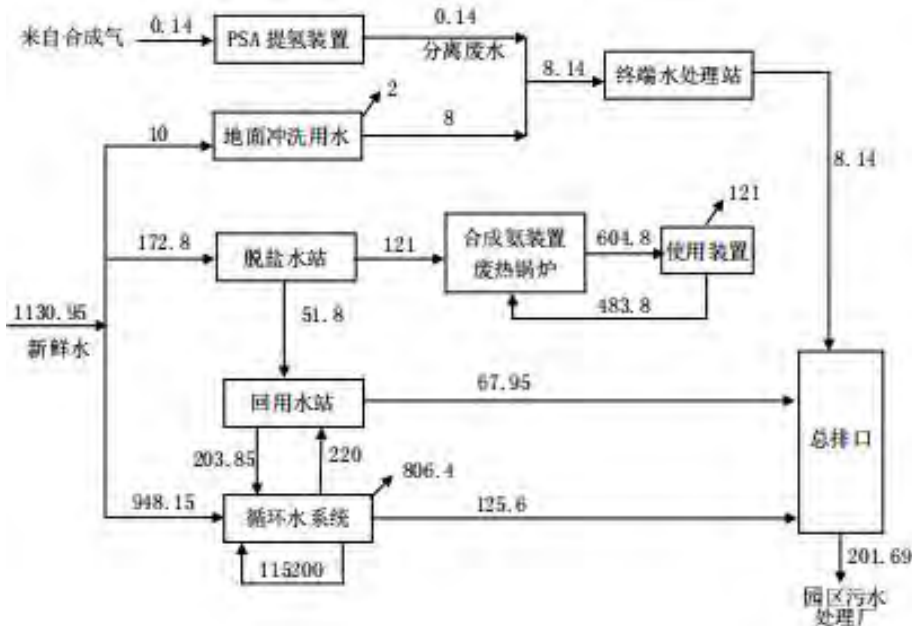 来自合成气
0.14
PSA 提氢装置
0.14
分离废水
8.14
终端水处理站
8.14
10
地面冲洗用水
2
8
172.8
脱盐水站
121
合成氨装置
废热锅炉
604.8
使用装置
121
483.8
1130.95
新鲜水
51.8
回用水站
67.95
总排口
203.85
220
806.4
948.15
循环水系统
125.6
115200
201.69
园区污水
处理厂